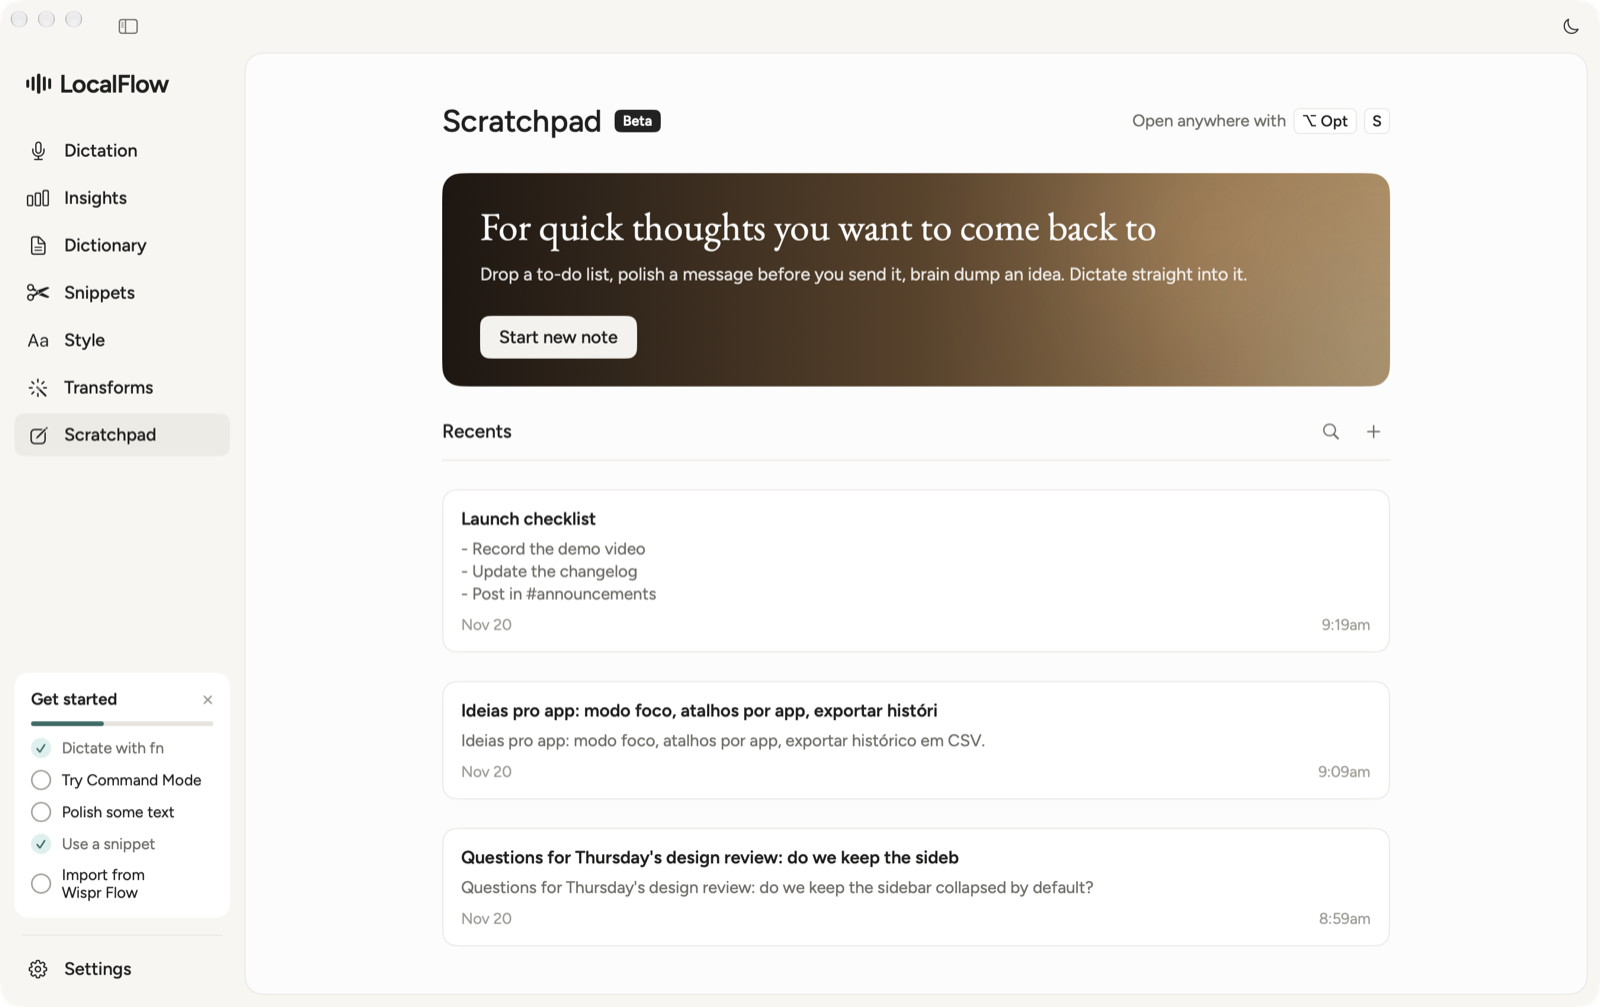 LocalFlow
Dictation
Insights
Dictionary
Snippets
Aa Style
Transforms
Scratchpad
Get started
Dictate with fn
Try Command Mode
Polish some text
Use a snippet
Import from
Wispr Flow
Settings
Scratchpad Beta
Open anywhere with ⌥ Opt S
For quick thoughts you want to come back to
Drop a to-do list, polish a message before you send it, brain dump an idea. Dictate straight into it.
Start new note
Recents
Launch checklist
- Record the demo video
- Update the changelog
- Post in #announcements
Nov 20 9:19am
Ideias pro app: modo foco, atalhos por app, exportar históri
Ideias pro app: modo foco, atalhos por app, exportar histórico em CSV.
Nov 20 9:09am
Questions for Thursday's design review: do we keep the sideb
Questions for Thursday's design review: do we keep the sidebar collapsed by default?
Nov 20 8:59am